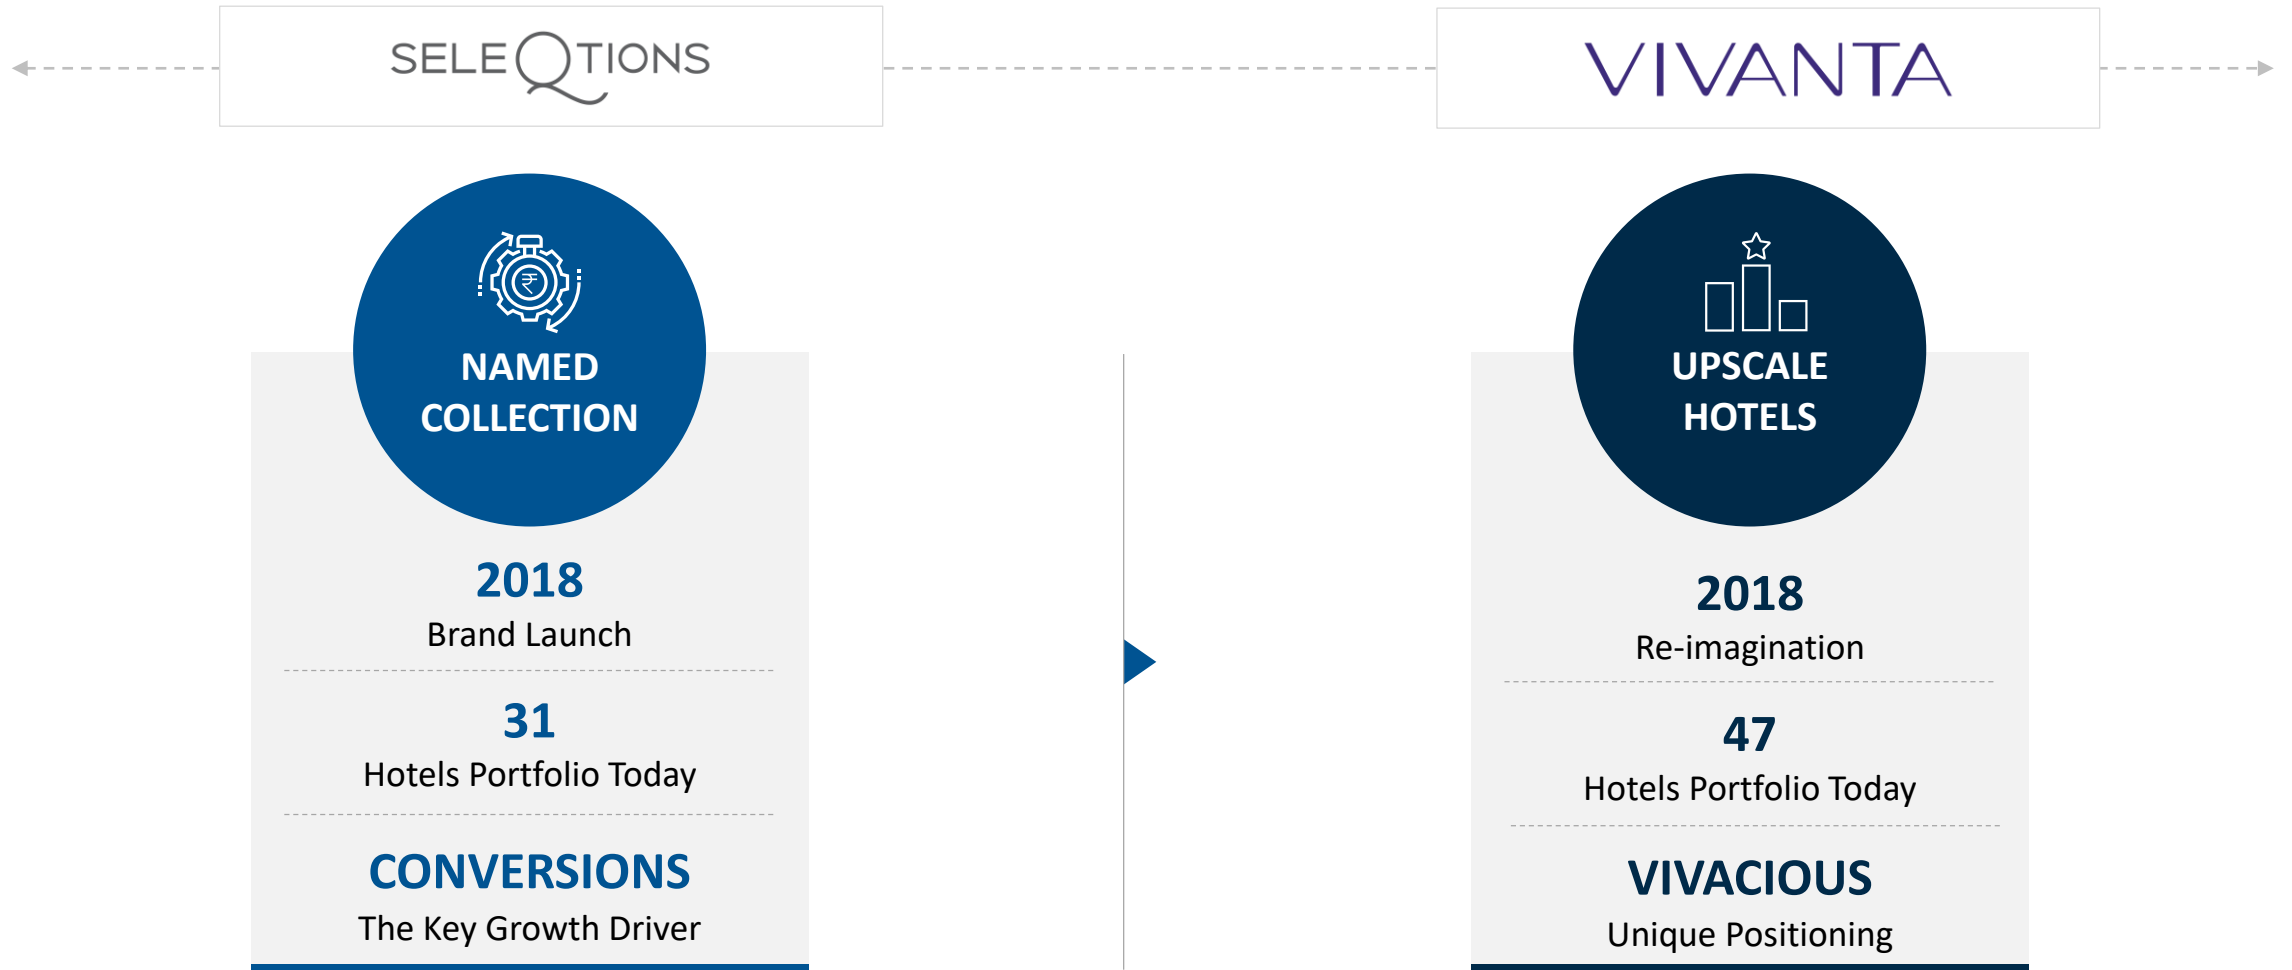 SELEQTIONS
NAMED
COLLECTION
2018
Brand Launch
31
Hotels Portfolio Today
CONVERSIONS
The Key Growth Driver
VIVANTA
UPSCALE
HOTELS
2018
Re-imagination
47
Hotels Portfolio Today
VIVACIOUS
Unique Positioning